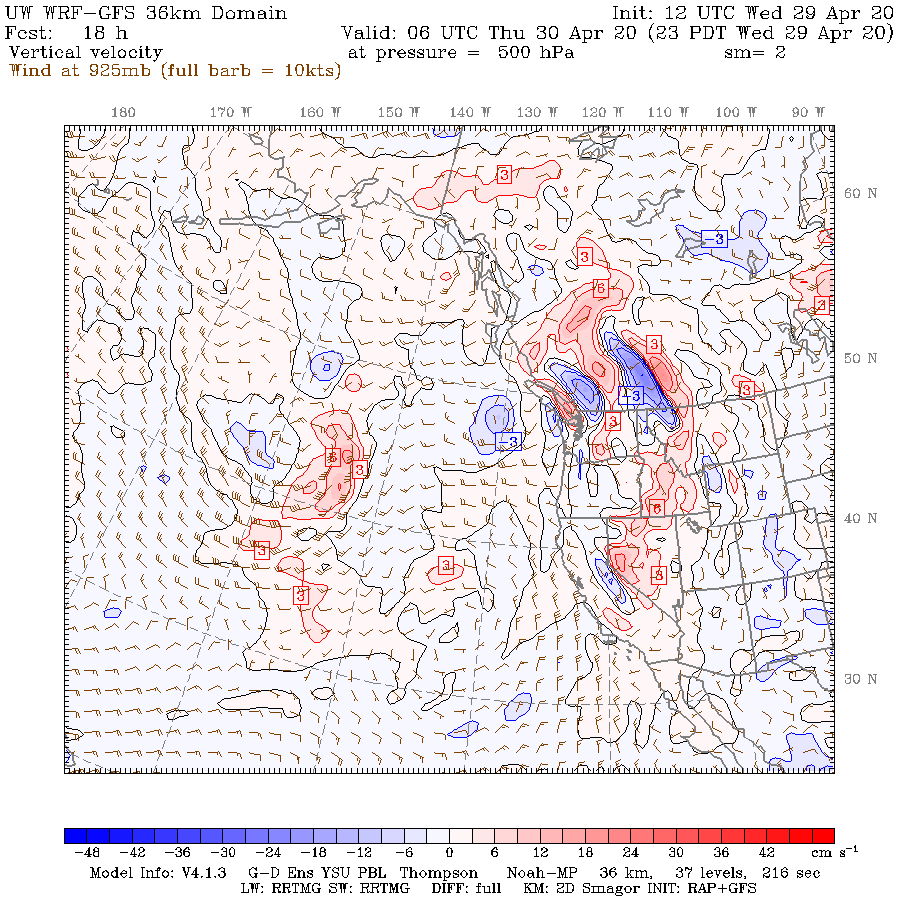 UW WRF-GFS 36km Domain Init: 12 UTC Wed 29 Apr 20
Fcst: 18 h Valid: 06 UTC Thu 30 Apr 20 (23 PDT Wed 29 Apr 20)
Vertical velocity at pressure = 500 hPa sm= 2
Wind at 925mb (full barb = 10kts)
180 170 W 160 W 150 W 140 W 130 W 120 W 110 W 100 W 90 W
3
60 N
-3
3
6
3
3
50 N
3
-3
3
3
-3
3
3
6
40 N
3
3
3
3
30 N
-48 -42 -36 -30 -24 -18 -12 -6 0 6 12 18 24 30 36 42 cm s-1
Model Info: V4.1.3 G-D Ens YSU PBL Thompson Noah-MP 36 km, 37 levels, 216 sec
LW: RRTMG SW: RRTMG DIFF: full KM: 2D Smagor INIT: RAP+GFS